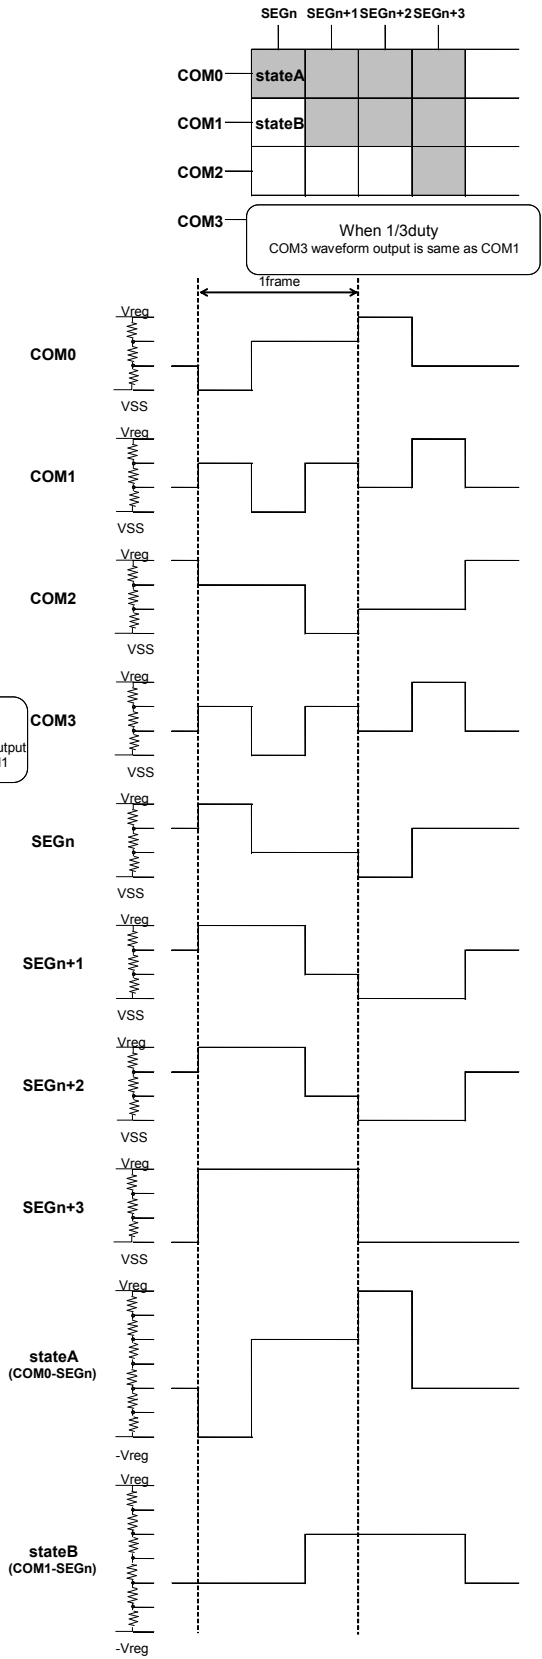 SEGn SEGn+1 SEGn+2 SEGn+3
COM0 stateA
COM1 stateB
COM2
COM3
When 1/3duty
COM3 waveform output is same as COM1
1frame
Vreg
COM0
VSS
Vreg
COM1
VSS
Vreg
COM2
VSS
Vreg
COM3
utput
VSS
Vreg
SEGn
VSS
Vreg
SEGn+1
VSS
Vreg
SEGn+2
VSS
Vreg
SEGn+3
VSS
Vreg
stateA
(COM0-SEGn)
-Vreg
Vreg
stateB
(COM1-SEGn)
-Vreg